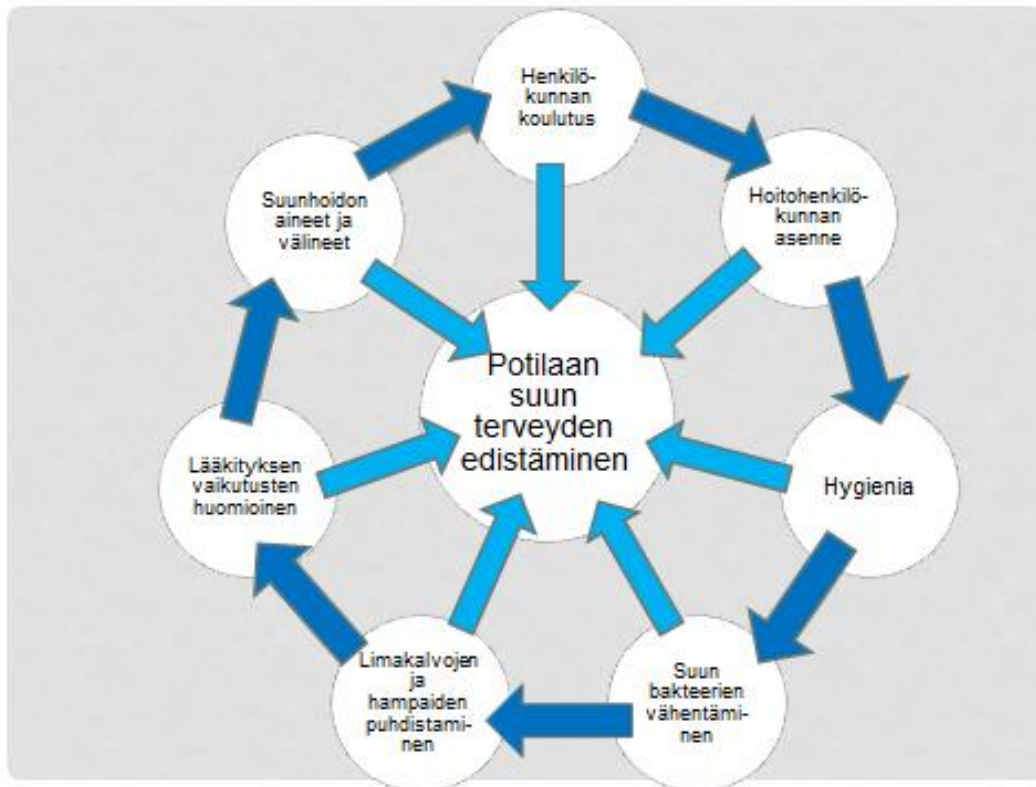 Henkilö-
kunnan
koulutus
Hoitohenkilö-
kunnan
asenne
Hygienia
Suun
bakteerien
vähentämi-
nen
Limakalvojen
ja
hampaiden
puhdistami-
nen
Lääkityksen
vaikutusten
huomioinen
Suunhoidon
aineet ja
välineet
Potilaan
suun
terveyden
edistäminen